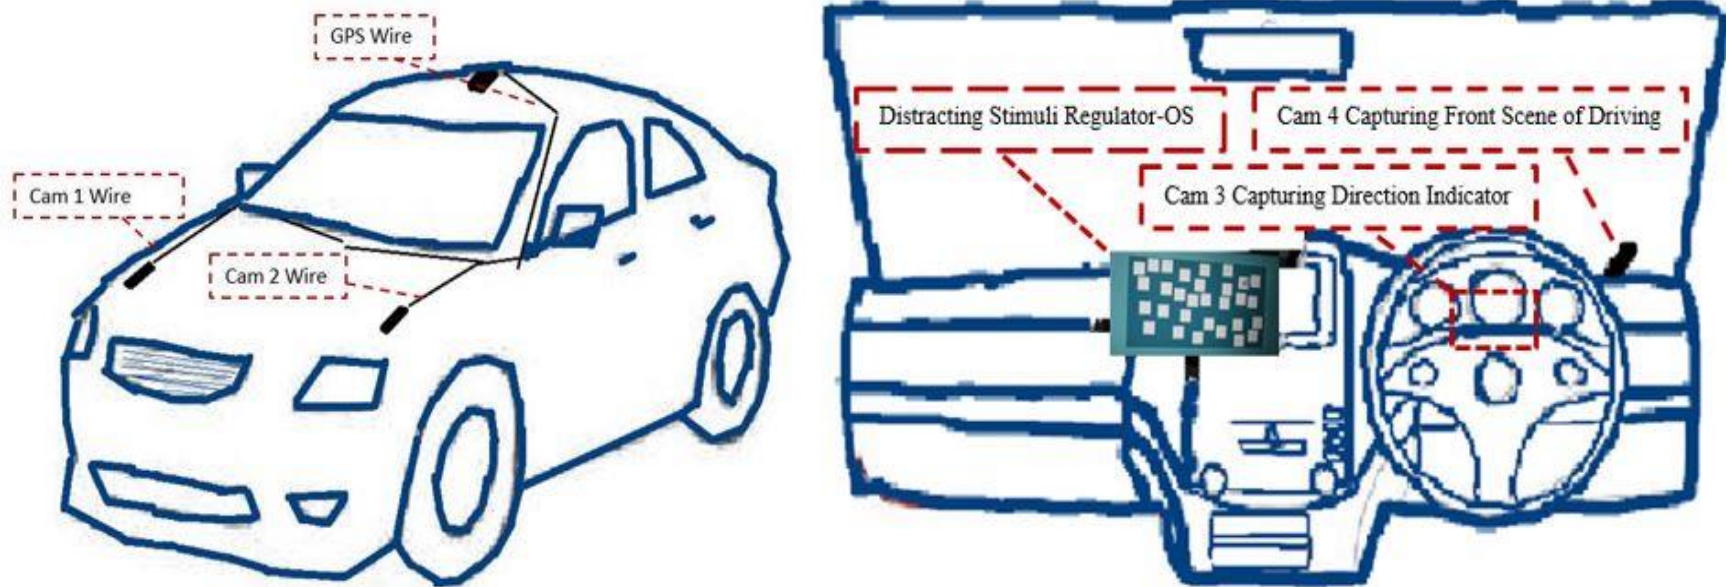 GPS Wire
Cam 1 Wire
Cam 2 Wire
Distracting Stimuli Regulator-OS
Cam 4 Capturing Front Scene of Driving
Cam 3 Capturing Direction Indicator